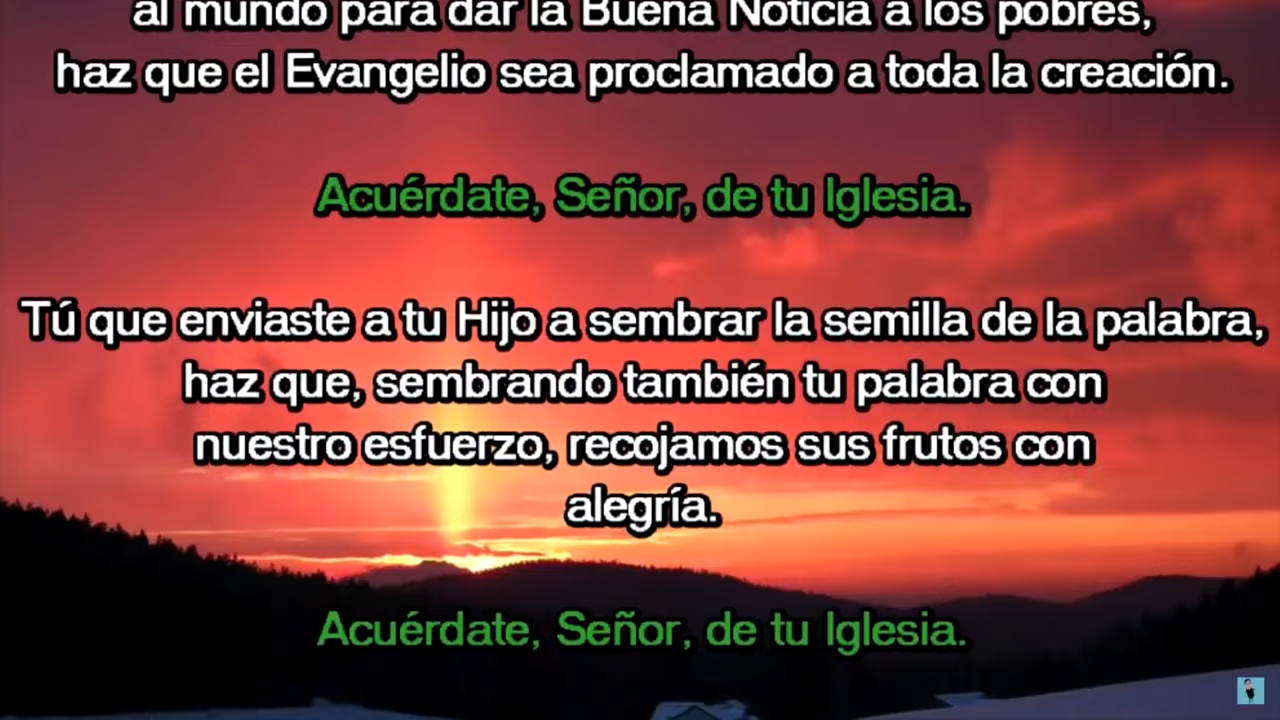 al mundo para dar la Buena Noticia a los pobres,
haz que el Evangelio sea proclamado a toda la creación.
Acuérdate, Señor, de tu Iglesia.
Tú que enviaste a tu Hijo a sembrar la semilla de la palabra,
haz que, sembrando también tu palabra con
nuestro esfuerzo, recojamos sus frutos con
alegría.
Acuérdate, Señor, de tu Iglesia.